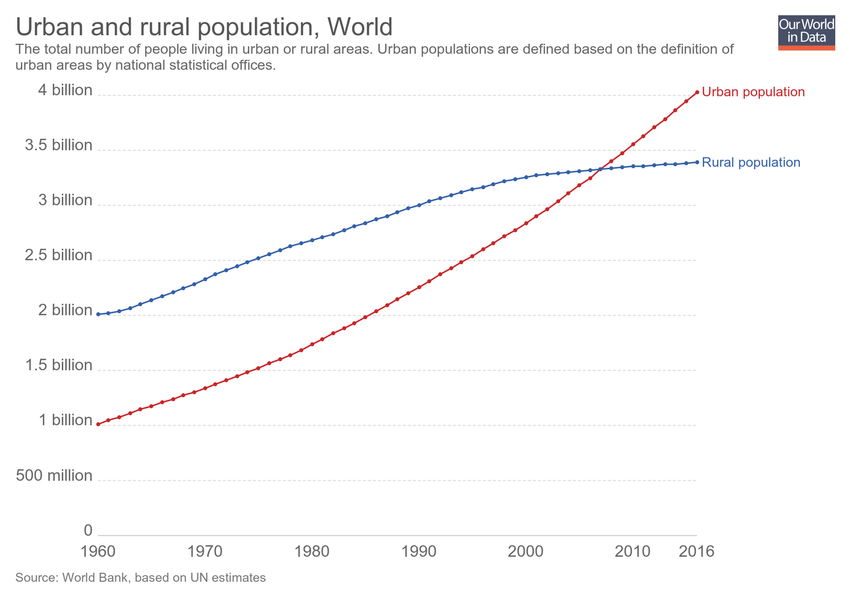 Urban and rural population, World
Our World
in Data
The total number of people living in urban or rural areas. Urban populations are defined based on the definition of
urban areas by national statistical offices.
4 billion
Urban population
3.5 billion
Rural population
3 billion
2.5 billion
2 billion
1.5 billion
1 billion
500 million
0
1960 1970 1980 1990 2000 2010 2016
Source: World Bank, based on UN estimates